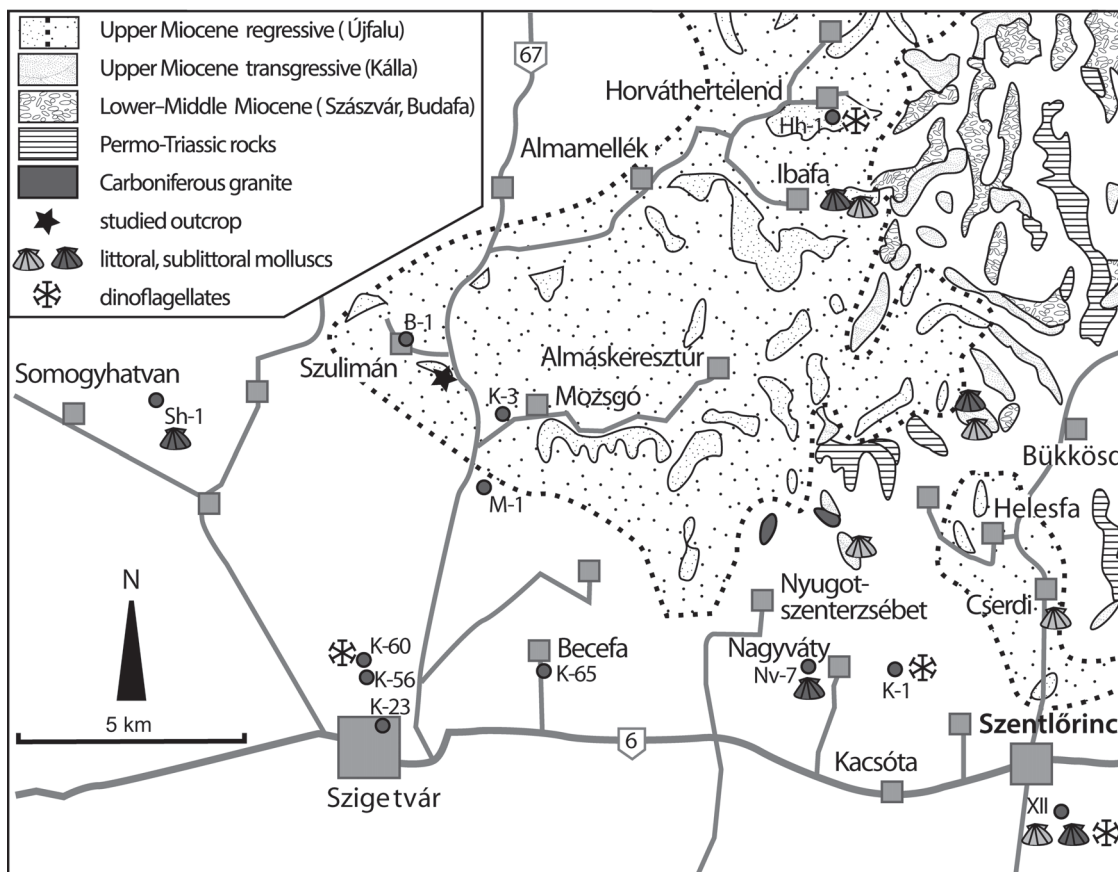 Upper Miocene regressive (Újfalu)
Upper Miocene transgressive (Kálla)
Lower–Middle Miocene (Szászvár, Budafa)
Permo-Triassic rocks
Carboniferous granite
studied outcrop
littoral, sublittoral molluscs
dinoflagellates
67
Horváthertelend
Hh-1
Almamellék
Ibafa
B-1
Szulimán
Almáskeresztúr
Somogyhatvan
K-3
Mozsgó
Sh-1
Bükkösd
M-1
Helesfa
N
Nyugot-
szenterzsébet
Cserdi
K-60
Becefa
Nagyváty
K-56
K-65
Nv-7
K-1
K-23
5 km
Szentlőrinc
6
Kacsóta
Szigetvár
XII